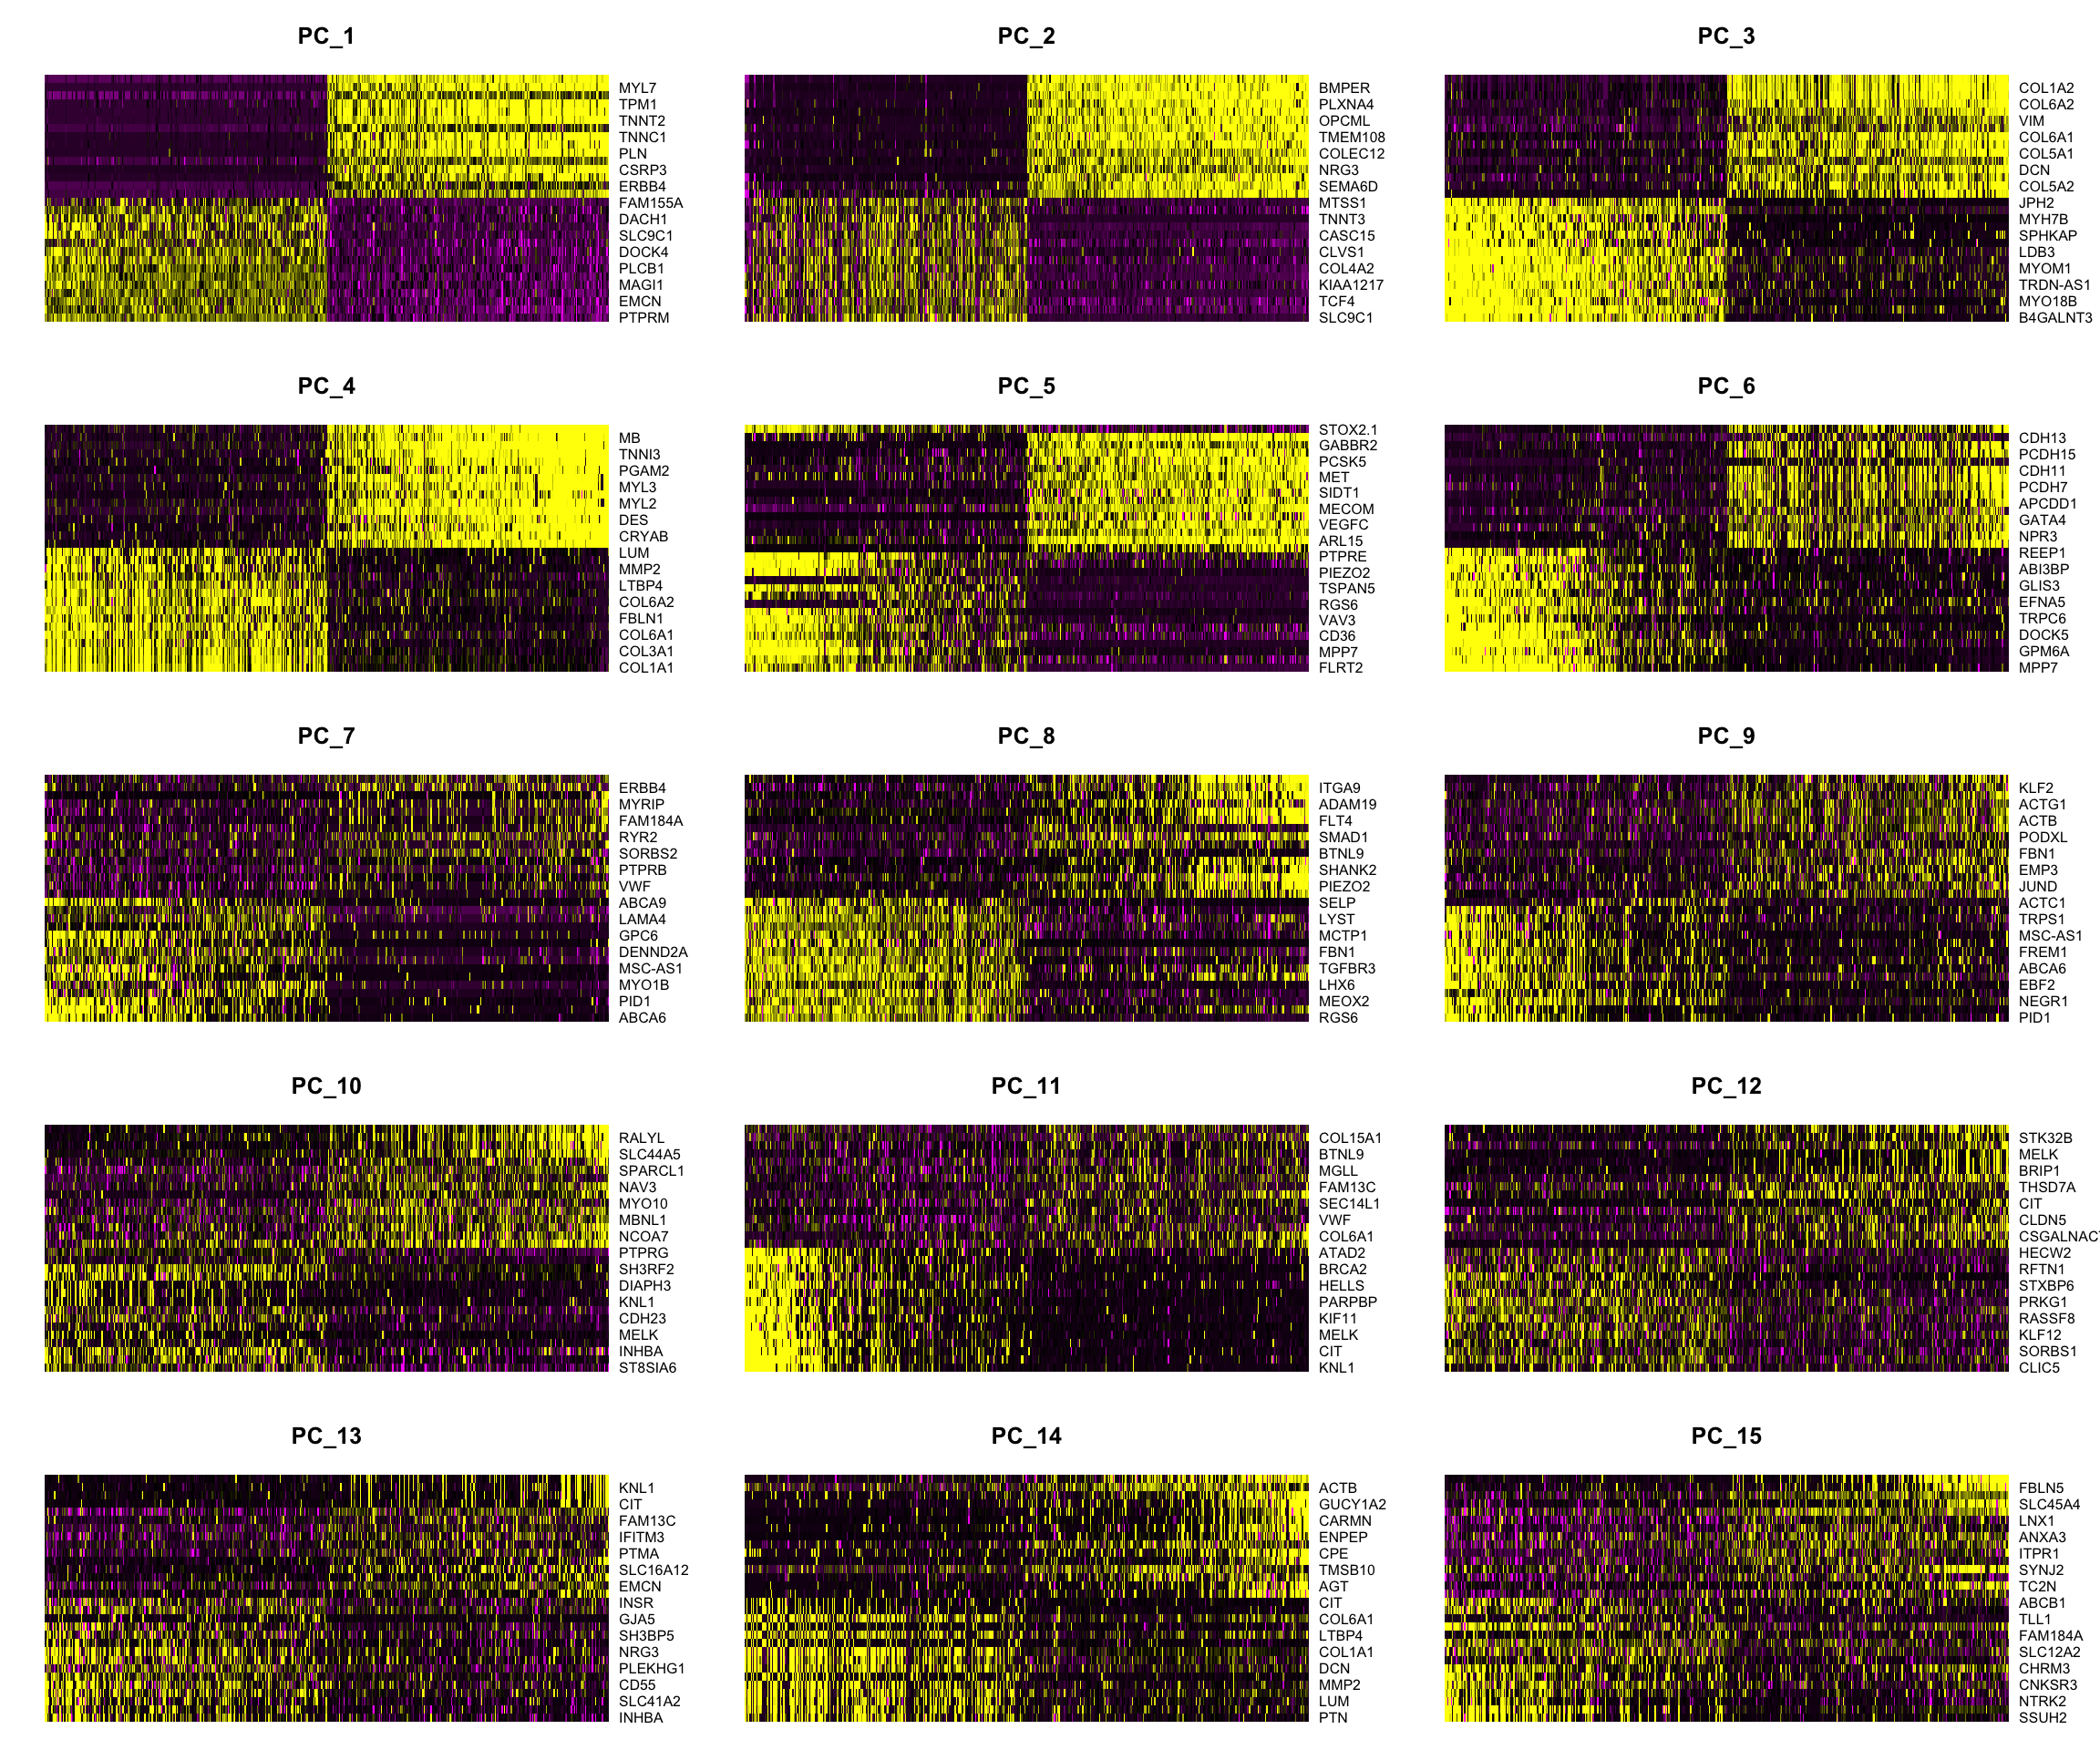 PC_1
MYL7
TPM1
TNNT2
TNNC1
PLN
CSRP3
ERBB4
FAM155A
DACH1
SLC9C1
DOCK4
PLCB1
MAGI1
EMCN
PTPRM
PC_2
BMPER
PLXNA4
OPCML
TMEM108
COLEC12
NRG3
SEMA6D
MTSS1
TNNT3
CASC15
CLVS1
COL4A2
KIAA1217
TCF4
SLC9C1
PC_3
COL1A2
COL6A2
VIM
COL6A1
COL5A1
DCN
COL5A2
JPH2
MYH7B
SPHKAP
LDB3
MYOM1
TRDN-AS1
MYO18B
B4GALNT3
PC_4
MB
TNNI3
PGAM2
MYL3
MYL2
DES
CRYAB
LUM
MMP2
LTBP4
COL6A2
FBLN1
COL6A1
COL3A1
COL1A1
PC_5
STOX2.1
GABBR2
PCSK5
MET
SIDT1
MECOM
VEGFC
ARL15
PTPRE
PIEZO2
TSPAN5
RGS6
VAV3
CD36
MPP7
FLRT2
PC_6
CDH13
PCDH15
CDH11
PCDH7
APCDD1
GATA4
NPR3
REEP1
ABI3BP
GLIS3
EFNA5
TRPC6
DOCK5
GPM6A
MPP7
PC_7
ERBB4
MYRIP
FAM184A
RYR2
SORBS2
PTPRB
VWF
ABCA9
LAMA4
GPC6
DENND2A
MSC-AS1
MYO1B
PID1
ABCA6
PC_8
ITGA9
ADAM19
FLT4
SMAD1
BTNL9
SHANK2
PIEZO2
SELP
LYST
MCTP1
FBN1
TGFBR3
LHX6
MEOX2
RGS6
PC_9
KLF2
ACTG1
ACTB
PODXL
FBN1
EMP3
JUND
ACTC1
TRPS1
MSC-AS1
FREM1
ABCA6
EBF2
NEGR1
PID1
PC_10
RALYL
SLC44A5
SPARCL1
NAV3
MYO10
MBNL1
NCOA7
PTPRG
SH3RF2
DIAPH3
KNL1
CDH23
MELK
INHBA
ST8SIA6
PC_11
COL15A1
BTNL9
MGLL
FAM13C
SEC14L1
VWF
COL6A1
ATAD2
BRCA2
HELLS
PARPBP
KIF11
MELK
CIT
KNL1
PC_12
STK32B
MELK
BRIP1
THSD7A
CIT
CLDN5
CSGALNAC
HECW2
RFTN1
STXBP6
PRKG1
RASSF8
KLF12
SORBS1
CLIC5
PC_13
KNL1
CIT
FAM13C
IFITM3
PTMA
SLC16A12
EMCN
INSR
GJA5
SH3BP5
NRG3
PLEKHG1
CD55
SLC41A2
INHBA
PC_14
ACTB
GUCY1A2
CARMN
ENPEP
CPE
TMSB10
AGT
CIT
COL6A1
LTBP4
COL1A1
DCN
MMP2
LUM
PTN
PC_15
FBLN5
SLC45A4
LNX1
ANXA3
ITPR1
SYNJ2
TC2N
ABCB1
TLL1
FAM184A
SLC12A2
CHRM3
CNKSR3
NTRK2
SSUH2